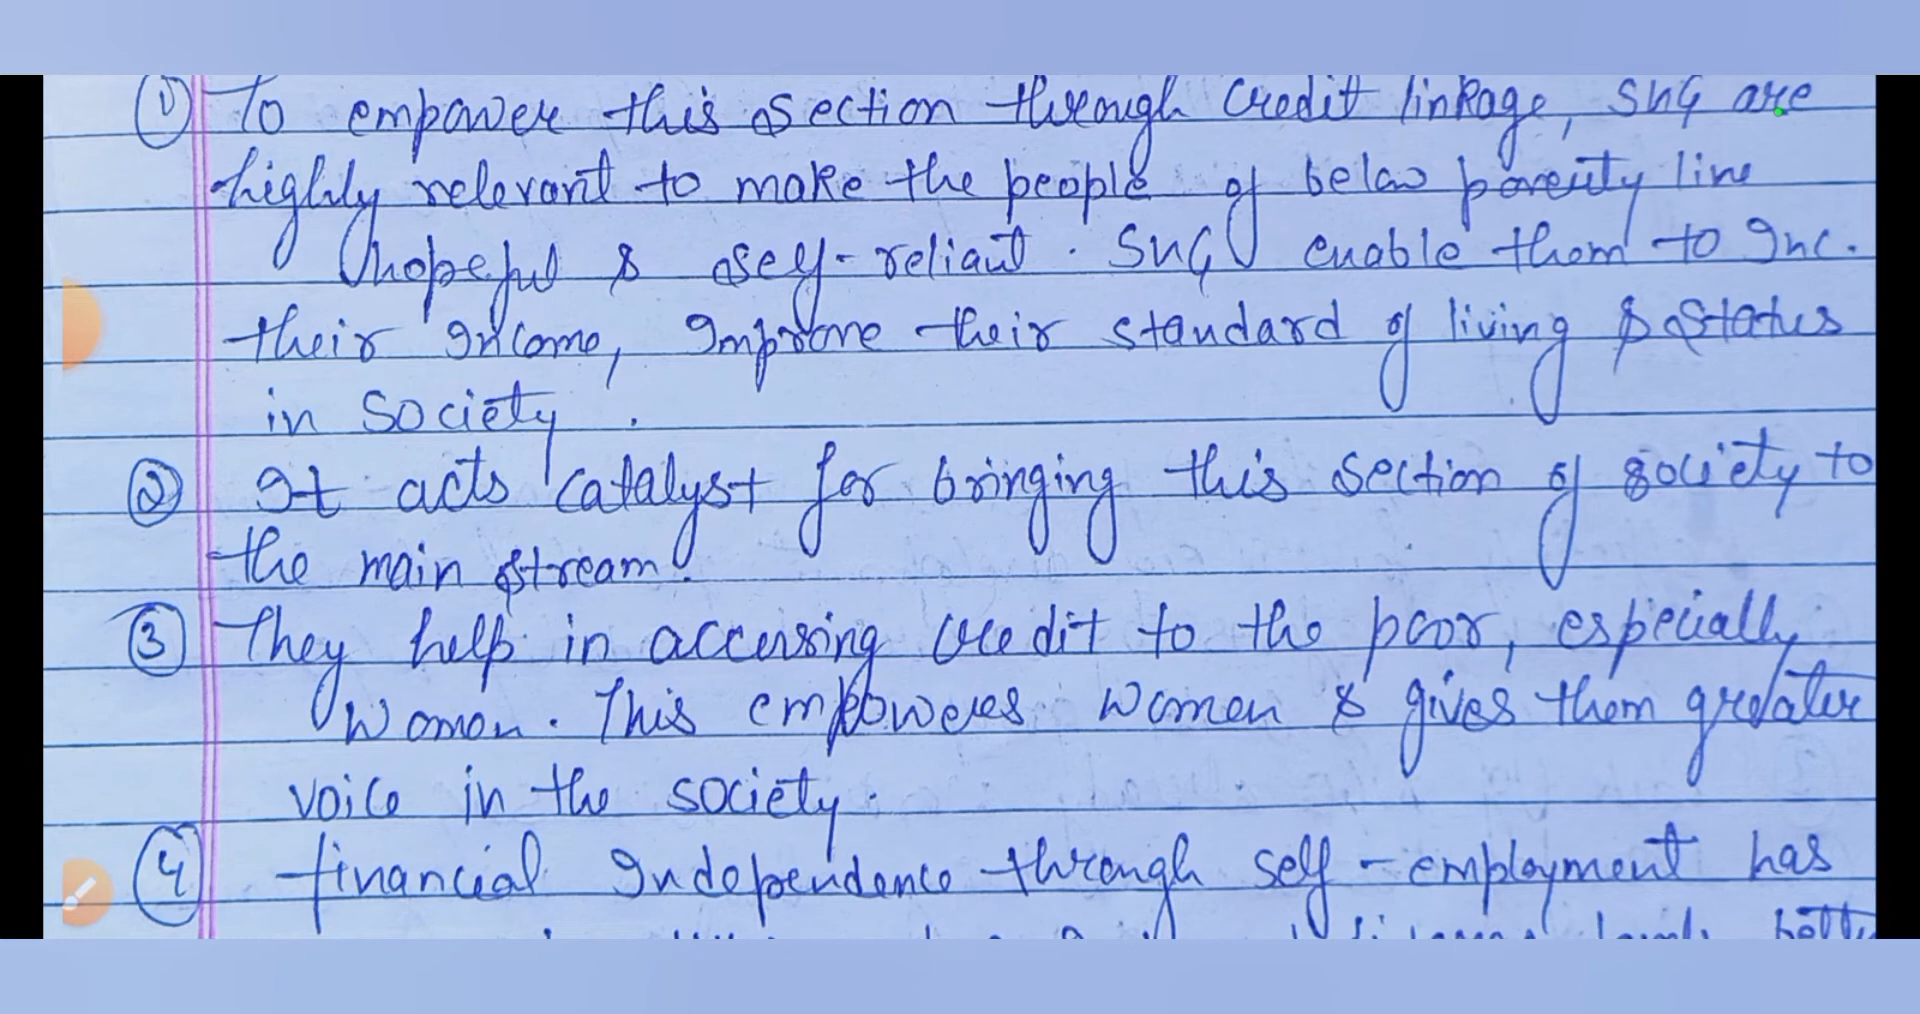 ① To empower this section through credit linkage, SHG are
highly relevant to make the people of below poverty line
hopeful & self-reliant. SHG enable them to Inc.
their Income, Improve their standard of living & status
in society.
② It acts catalyst for bringing this section of society to
the main stream.
③ They help in accessing credit to the poor, especially
women. This empowers women & gives them greater
voice in the society.
④ financial Independence through self-employment has